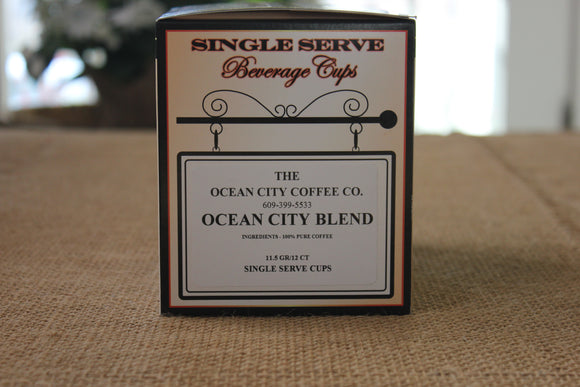 SINGLE SERVE
Beverage Cups
THE
OCEAN CITY COFFEE CO.
609-399-5533
OCEAN CITY BLEND
INGREDIENTS - 100% PURE COFFEE
11.5 GR/12 CT
SINGLE SERVE CUPS